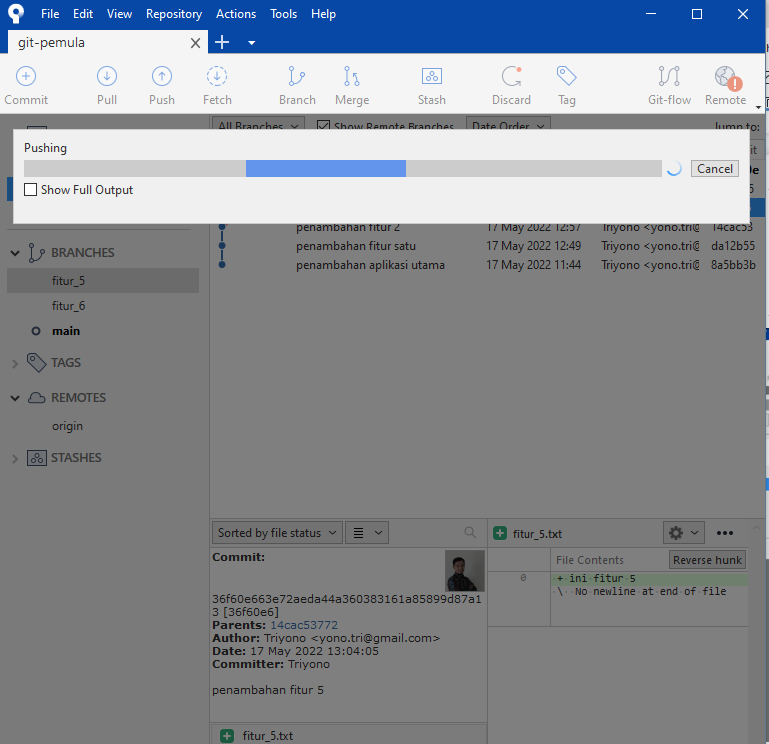 File Edit View Repository Actions Tools Help
git-pemula
Commit Pull Push Fetch Branch Merge Stash Discard Tag Git-flow Remote
All Branches Show Remote Branches Date Order Jump to:
Pushing
Cancel
Show Full Output
penambahan fitur 2 17 May 2022 12:57 Triyono <yono.tri@ 14cac53
penambahan fitur satu 17 May 2022 12:49 Triyono <yono.tri@ da12b55
penambahan aplikasi utama 17 May 2022 11:44 Triyono <yono.tri@ 8a5bb3b
BRANCHES
fitur_5
fitur_6
main
TAGS
REMOTES
origin
STASHES
Sorted by file status
Commit:
36f60e663e72aeda44a360383161a85899d87a1
3 [36f60e6]
Parents: 14cac53772
Author: Triyono <yono.tri@gmail.com>
Date: 17 May 2022 13:04:05
Committer: Triyono
penambahan fitur 5
fitur_5.txt
fitur_5.txt
File Contents Reverse hunk
0 + ini fitur 5
\ No newline at end of file